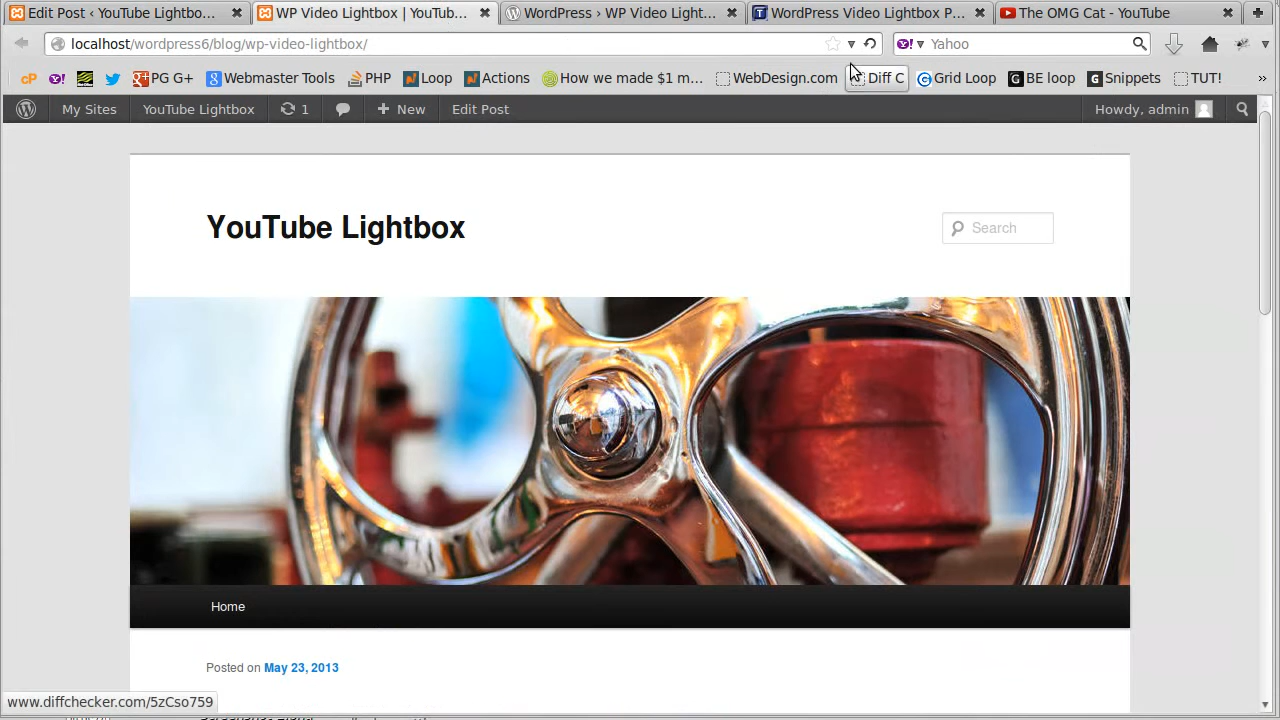 Edit Post ‹ YouTube Lightbo...
WP Video Lightbox | YouTub...
WordPress › WP Video Light...
WordPress Video Lightbox P...
The OMG Cat - YouTube
localhost/wordpress6/blog/wp-video-lightbox/
Yahoo
cP
PG G+
Webmaster Tools
PHP
Loop
Actions
How we made $1 m...
WebDesign.com
Diff C
Grid Loop
BE loop
Snippets
TUT!
My Sites
YouTube Lightbox
1
New
Edit Post
Howdy, admin
YouTube Lightbox
Search
Home
Posted on May 23, 2013
www.diffchecker.com/5zCso759